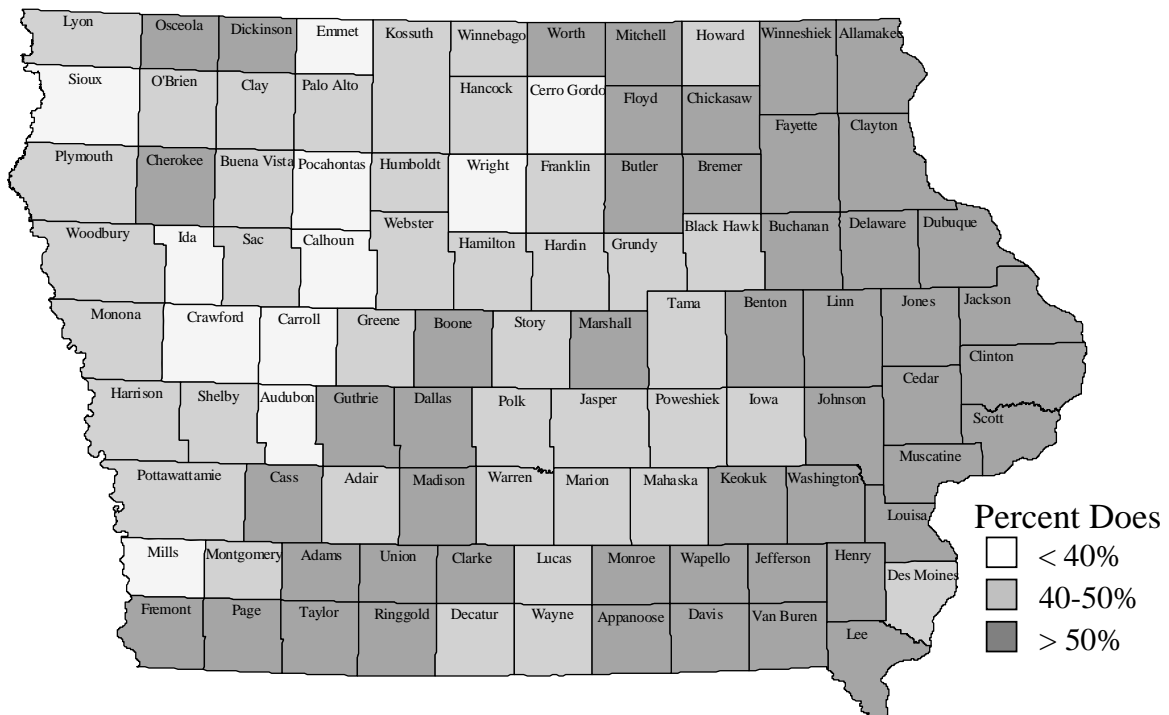 Lyon
Osceola
Dickinson
Emmet
Kossuth
Winnebago
Worth
Mitchell
Howard
Winneshiek
Allamakee
Sioux
O'Brien
Clay
Palo Alto
Hancock
Cerro Gordo
Floyd
Chickasaw
Fayette
Clayton
Plymouth
Cherokee
Buena Vista
Pocahontas
Humboldt
Wright
Franklin
Butler
Bremer
Woodbury
Ida
Sac
Calhoun
Webster
Hamilton
Hardin
Grundy
Black Hawk
Buchanan
Delaware
Dubuque
Monona
Crawford
Carroll
Greene
Boone
Story
Marshall
Tama
Benton
Linn
Jones
Jackson
Clinton
Cedar
Harrison
Shelby
Audubon
Guthrie
Dallas
Polk
Jasper
Poweshiek
Iowa
Johnson
Scott
Muscatine
Pottawattamie
Cass
Adair
Madison
Warren
Marion
Mahaska
Keokuk
Washington
Louisa
Mills
Montgomery
Adams
Union
Clarke
Lucas
Monroe
Wapello
Jefferson
Henry
Des Moines
Fremont
Page
Taylor
Ringgold
Decatur
Wayne
Appanoose
Davis
Van Buren
Lee
Percent Does
< 40%
40-50%
> 50%